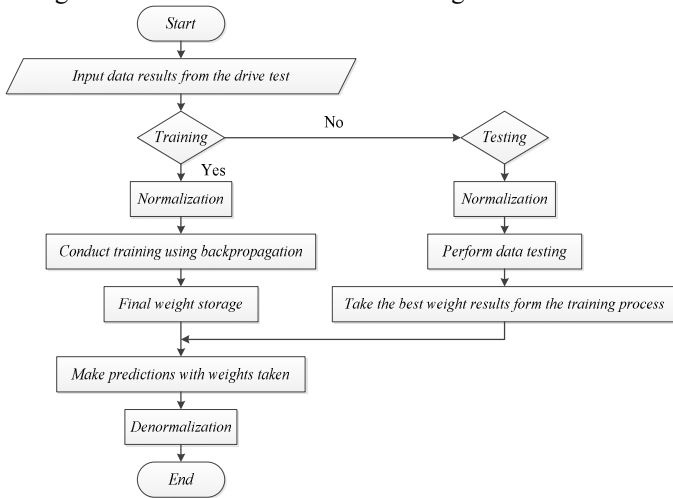 Start
Input data results from the drive test
Training
No
Testing
Yes
Normalization
Normalization
Conduct training using backpropagation
Perform data testing
Final weight storage
Take the best weight results form the training process
Make predictions with weights taken
Denormalization
End